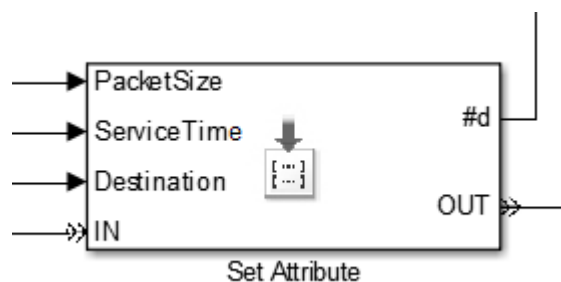 PacketSize
ServiceTime
#d
Destination
OUT
IN
Set Attribute